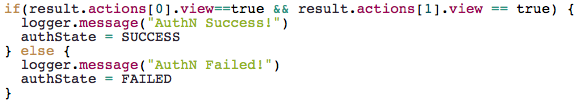 if(result.actions[0].view==true && result.actions[1].view == true) {
  logger.message("AuthN Success!")
  authState = SUCCESS
} else {
  logger.message("AuthN Failed!")
  authState = FAILED
}